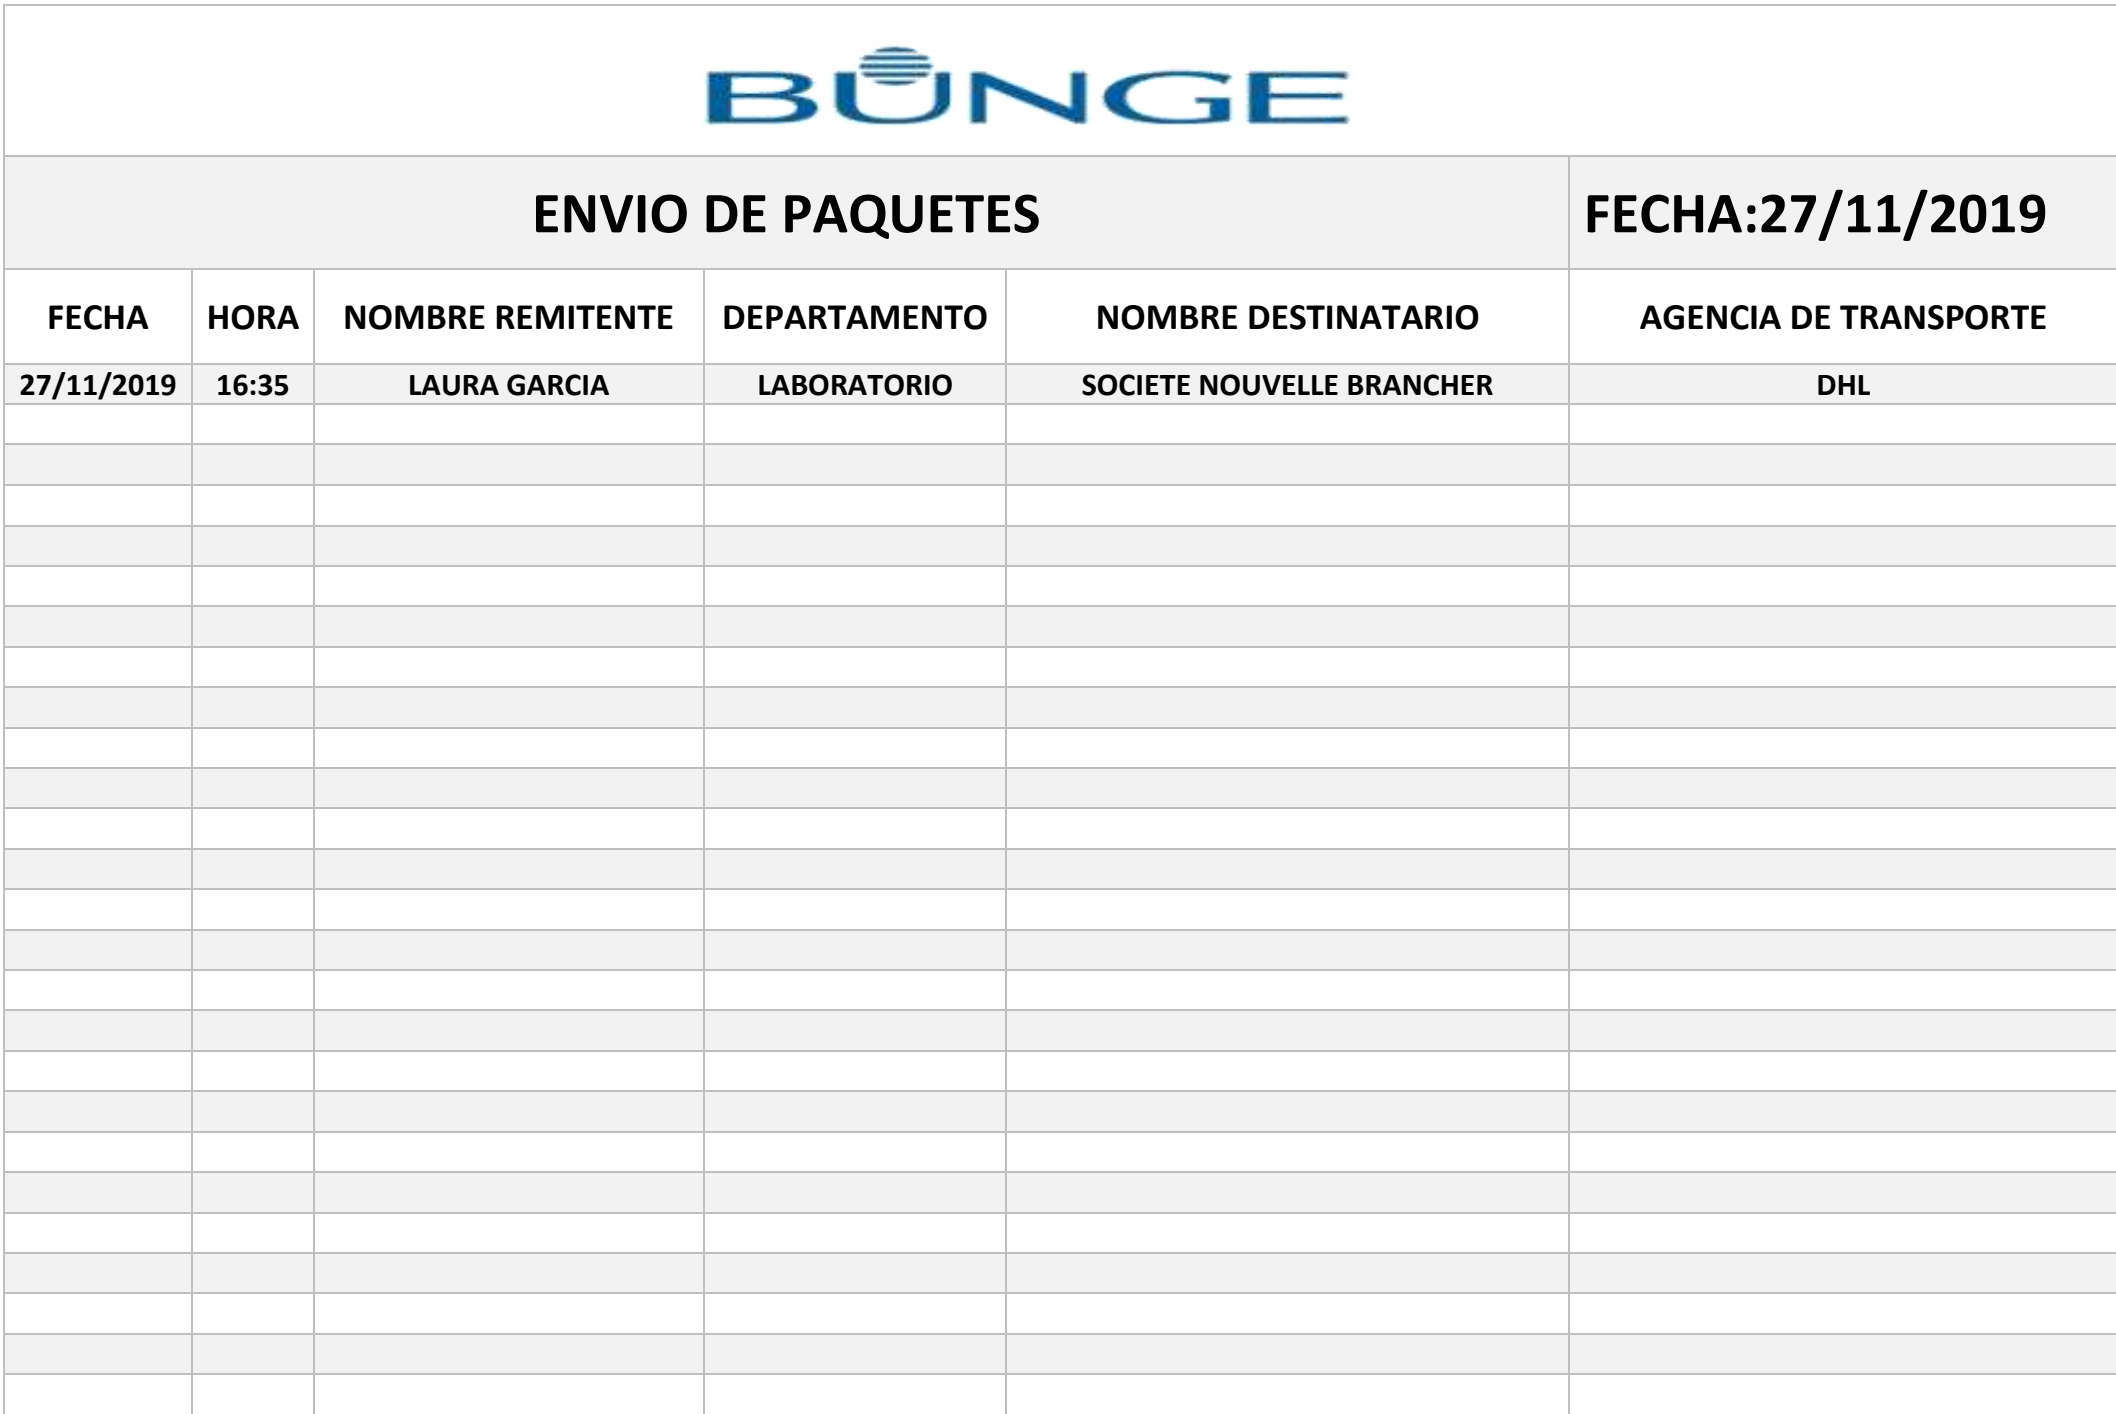 BUNGE
ENVIO DE PAQUETES FECHA:27/11/2019
FECHA HORA NOMBRE REMITENTE DEPARTAMENTO NOMBRE DESTINATARIO AGENCIA DE TRANSPORTE
27/11/2019 16:35 LAURA GARCIA LABORATORIO SOCIETE NOUVELLE BRANCHER DHL